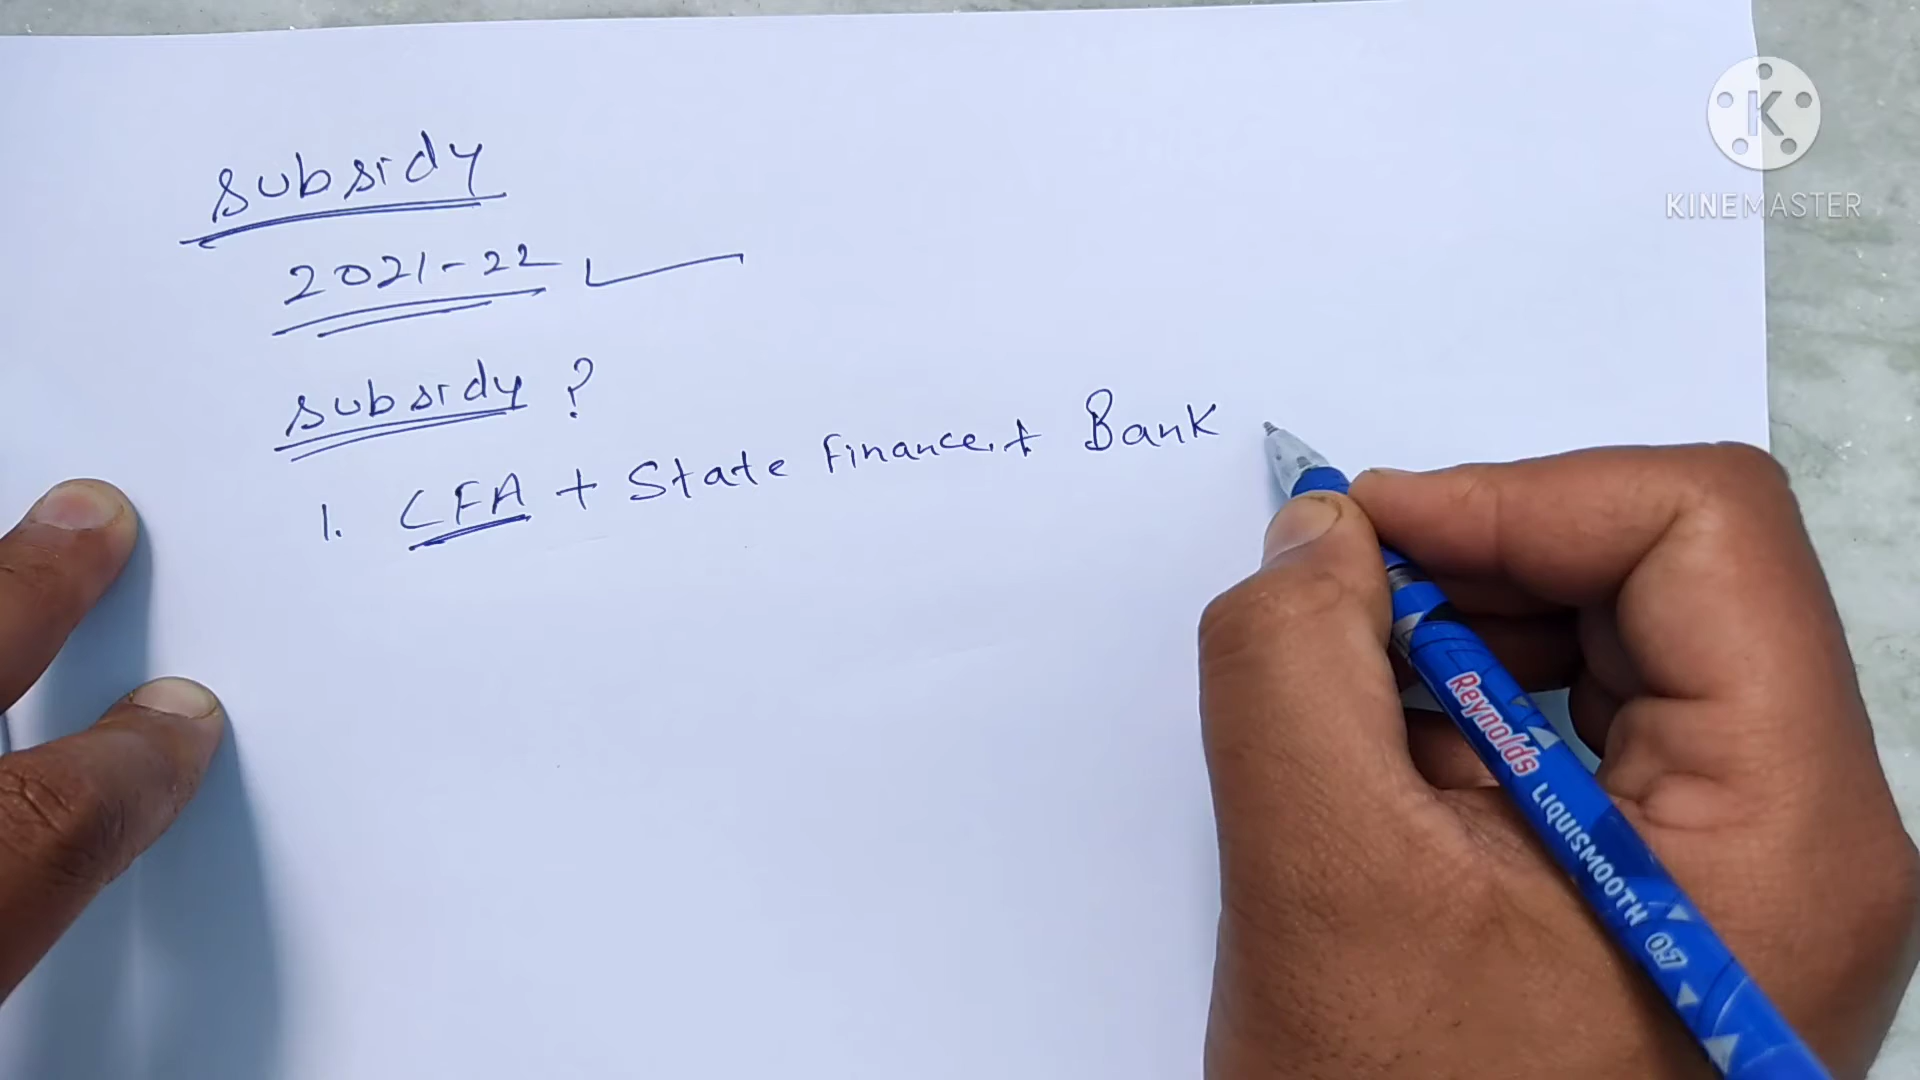 subsidy
2021-22
subsidy ?
1. CFA + State Finance. + Bank
K
KINEMASTER
Reynolds LIQUISMOOTH 0.7